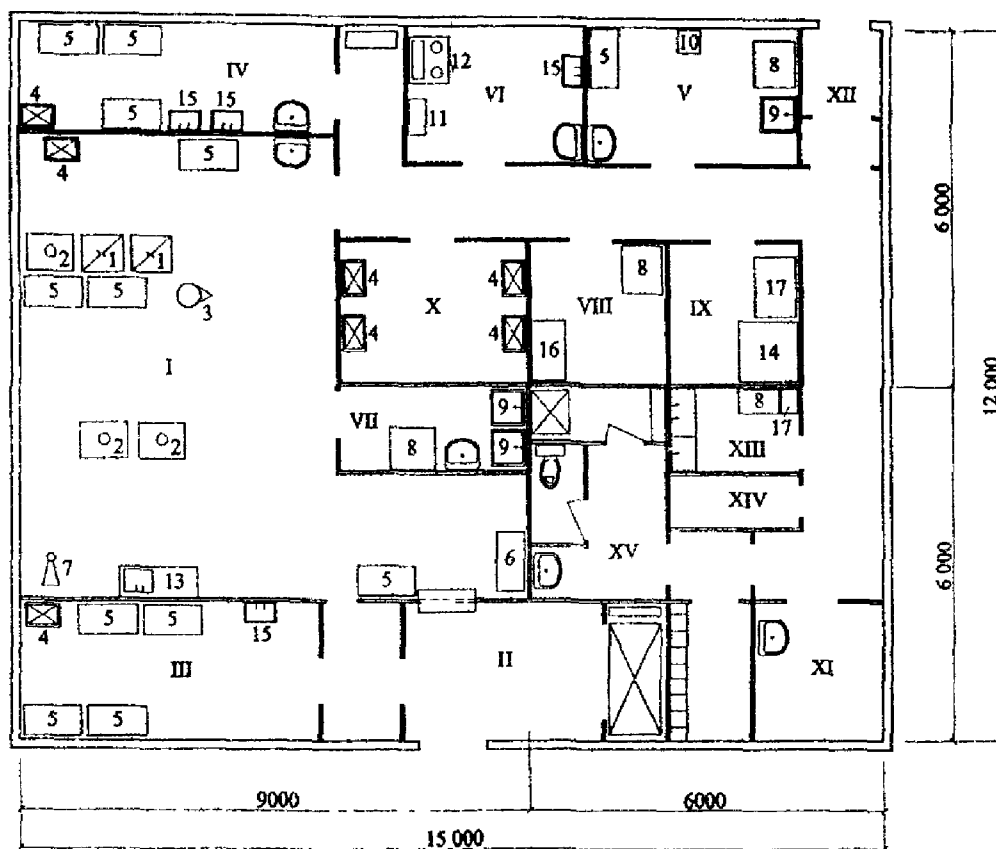 5 5 10
IV 12 15 5 8 XII
VI V
4 15 15 5 11 9
4 5
6 000
2 1 1 4 4 8 17
5 5 3 X VIII IX
4 4 16 14
I
12 000
VII 9 8 17
2 2 8 9 XIII
XIV
XV
7 13 5 6
6 000
4 5 5 15
III II XI
5 5
9000 6000
15 000